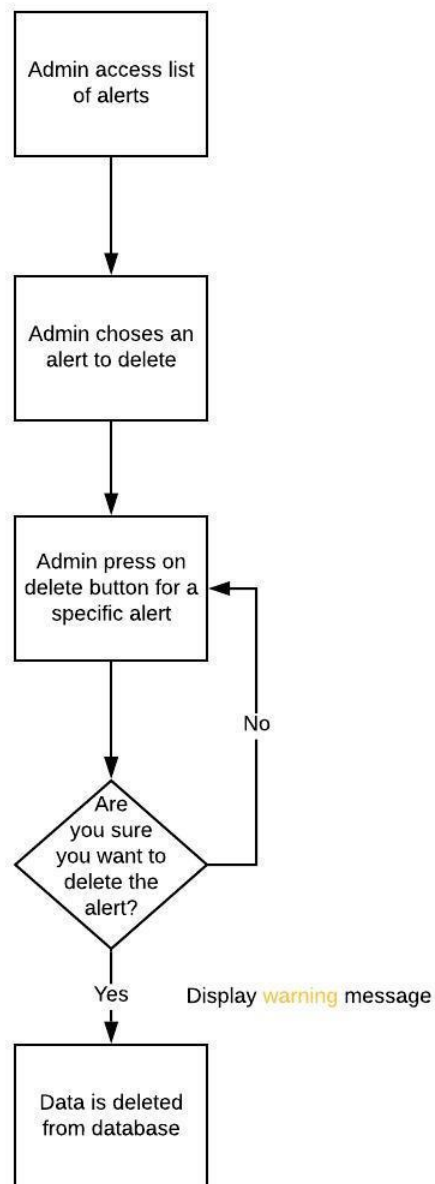 Admin access list
of alerts
Admin choses an
alert to delete
Admin press on
delete button for a
specific alert
No
Are
you sure
you want to
delete the
alert?
Yes
Display warning message
Data is deleted
from database